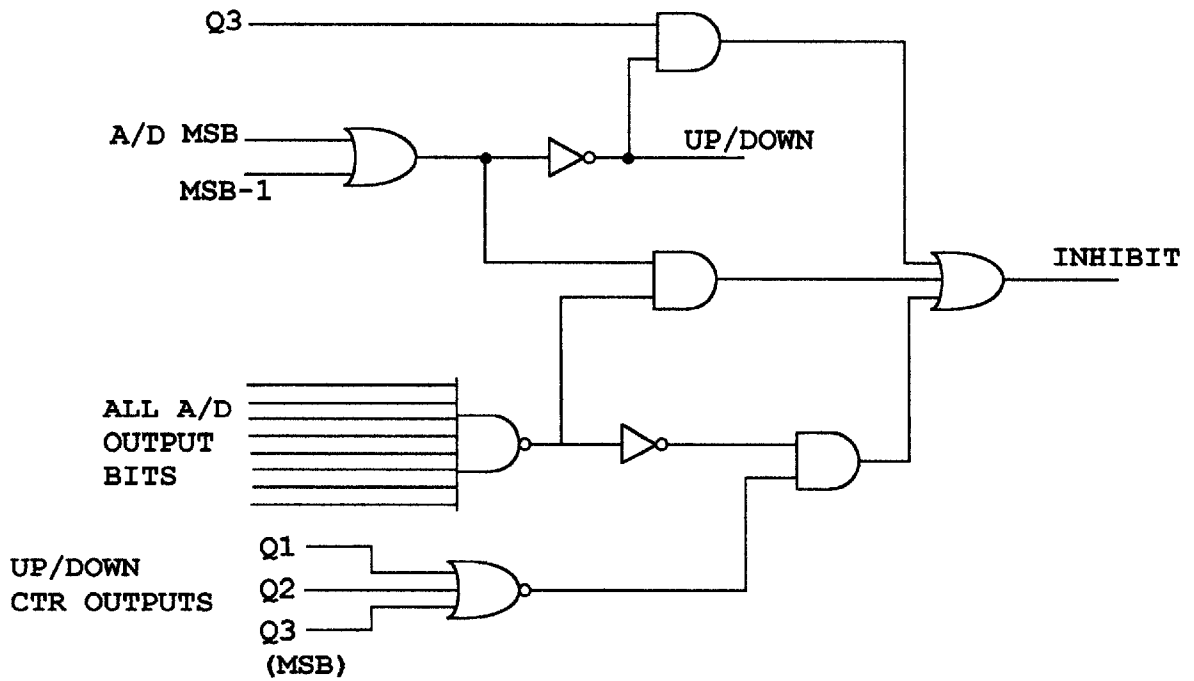 Q3
A/D MSB
MSB-1
UP/DOWN
INHIBIT
ALL A/D
OUTPUT
BITS
UP/DOWN
CTR OUTPUTS
Q1
Q2
Q3
(MSB)